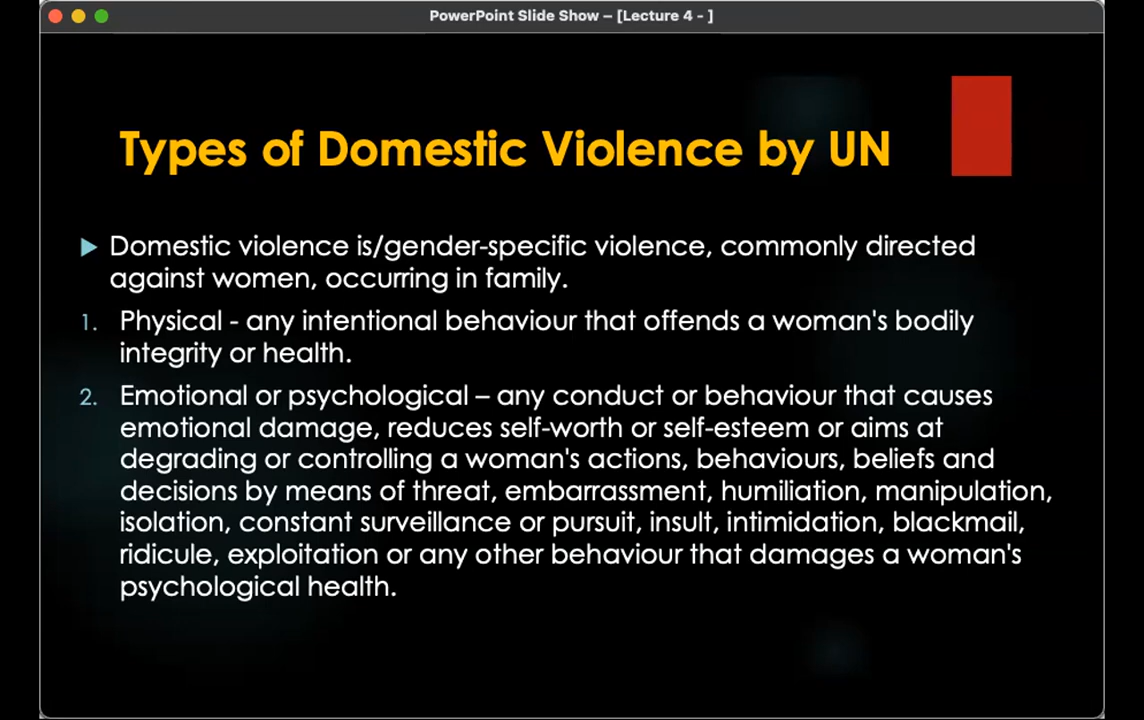 PowerPoint Slide Show – [Lecture 4 - ]
Types of Domestic Violence by UN
Domestic violence is/gender-specific violence, commonly directed
against women, occurring in family.
1. Physical - any intentional behaviour that offends a woman's bodily
integrity or health.
2. Emotional or psychological – any conduct or behaviour that causes
emotional damage, reduces self-worth or self-esteem or aims at
degrading or controlling a woman's actions, behaviours, beliefs and
decisions by means of threat, embarrassment, humiliation, manipulation,
isolation, constant surveillance or pursuit, insult, intimidation, blackmail,
ridicule, exploitation or any other behaviour that damages a woman's
psychological health.